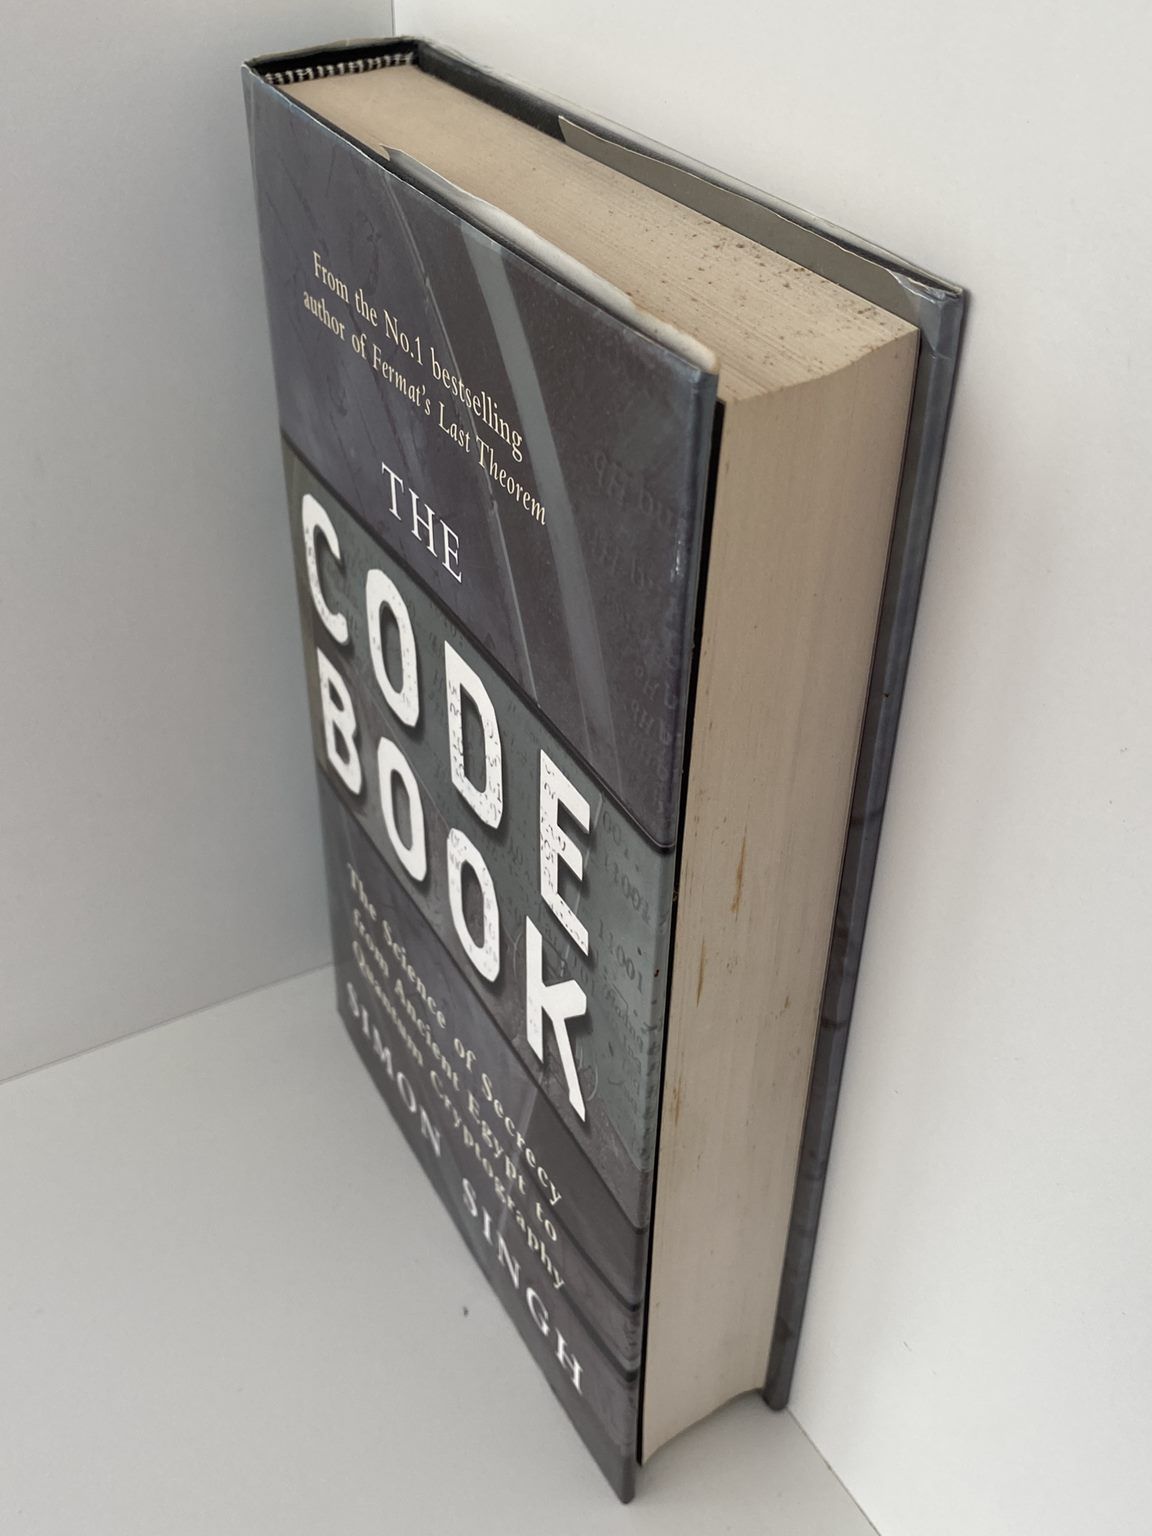 From the No.1 bestselling
author of Fermat's Last Theorem
THE
CODE
BOOK
The Science of Secrecy
from Ancient Egypt to
Quantum Cryptography
SIMON SINGH